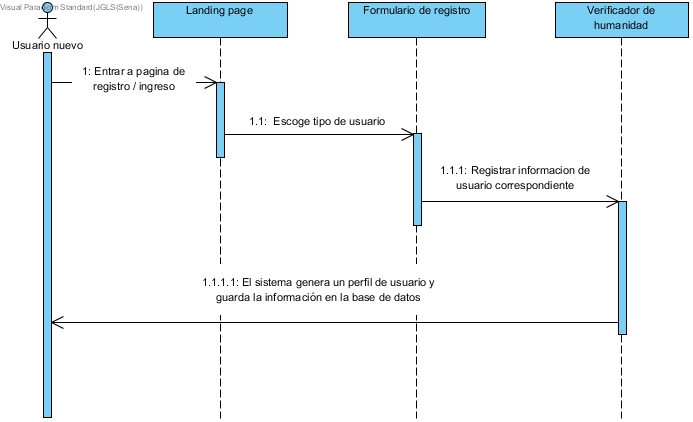 Visual Paradigm Standard(JGLS(Sena))
Usuario nuevo
Landing page
Formulario de registro
Verificador de
humanidad
1: Entrar a pagina de
registro / ingreso
1.1:  Escoge tipo de usuario
1.1.1: Registrar informacion de
usuario correspondiente
1.1.1.1: El sistema genera un perfil de usuario y
guarda la información en la base de datos